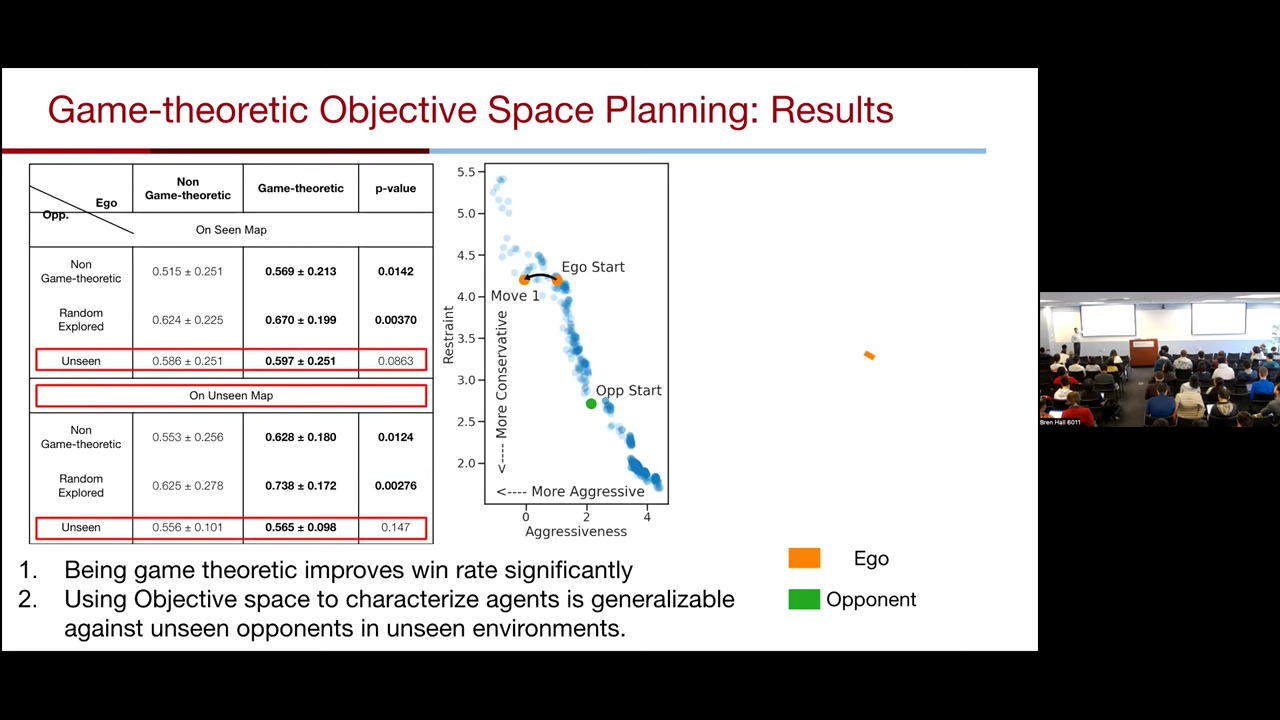 Game-theoretic Objective Space Planning: Results
Ego
Opp.
Non
Game-theoretic
Game-theoretic
p-value
On Seen Map
Non
Game-theoretic
0.515 ± 0.251
0.569 ± 0.213
0.0142
Random
Explored
0.624 ± 0.225
0.670 ± 0.199
0.00370
Unseen
0.586 ± 0.251
0.597 ± 0.251
0.0863
On Unseen Map
Non
Game-theoretic
0.553 ± 0.256
0.628 ± 0.180
0.0124
Random
Explored
0.625 ± 0.278
0.738 ± 0.172
0.00276
Unseen
0.556 ± 0.101
0.565 ± 0.098
0.147
5.5
5.0
4.5
4.0
3.5
3.0
2.5
2.0
Restraint
<---- More Conservative
Ego Start
Move 1
Opp Start
<---- More Aggressive
0
2
4
Aggressiveness
1. Being game theoretic improves win rate significantly
2. Using Objective space to characterize agents is generalizable
against unseen opponents in unseen environments.
Ego
Opponent
Bren Hall 6011